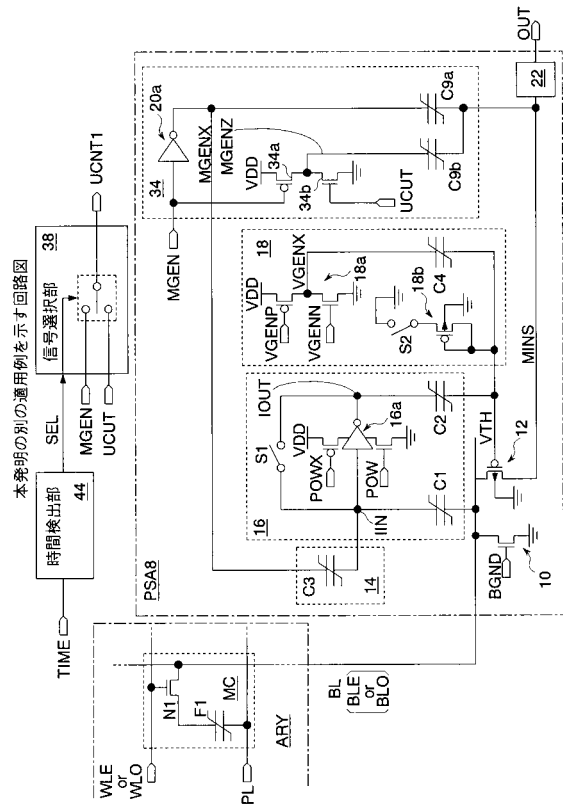 本発明の別の適用例を示す回路図
TIME
時間検出部
44
SEL
MGEN
UCUT
信号選択部
38
UCNT1
WLE
or
WLO
PL
N1
F1
MC
ARY
BL
BLE
or
BLO
PSA8
C3
14
16
S1
VDD
POWX
POW
16a
IOUT
IIN
C1
C2
BGND
10
VTH
12
MINS
18
VDD
VGENP
VGENN
VGENX
18a
S2
18b
C4
MGEN
34
20a
MGENX
MGENZ
VDD
34a
34b
UCUT
C9b
C9a
22
OUT